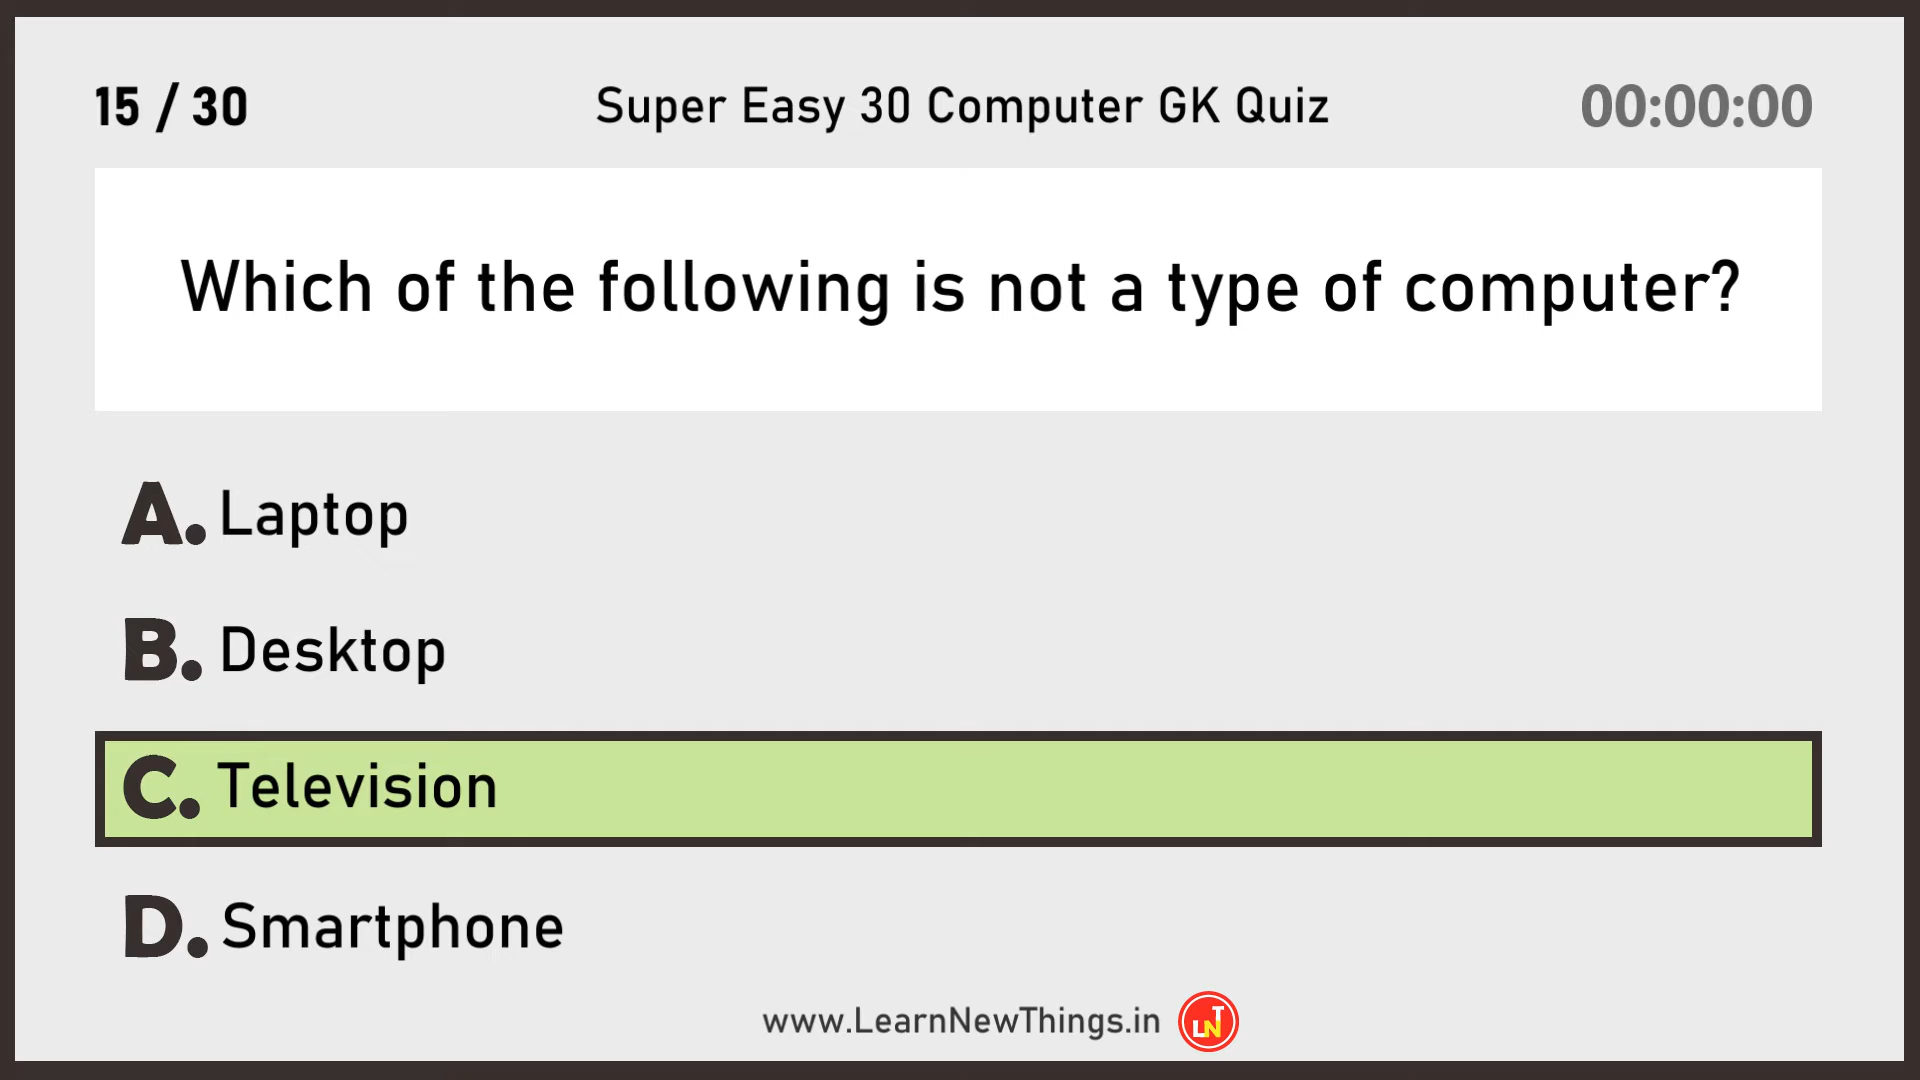 15 / 30
Super Easy 30 Computer GK Quiz
00:00:00
Which of the following is not a type of computer?
A. Laptop
B. Desktop
C. Television
D. Smartphone
www.LearnNewThings.in
LNT